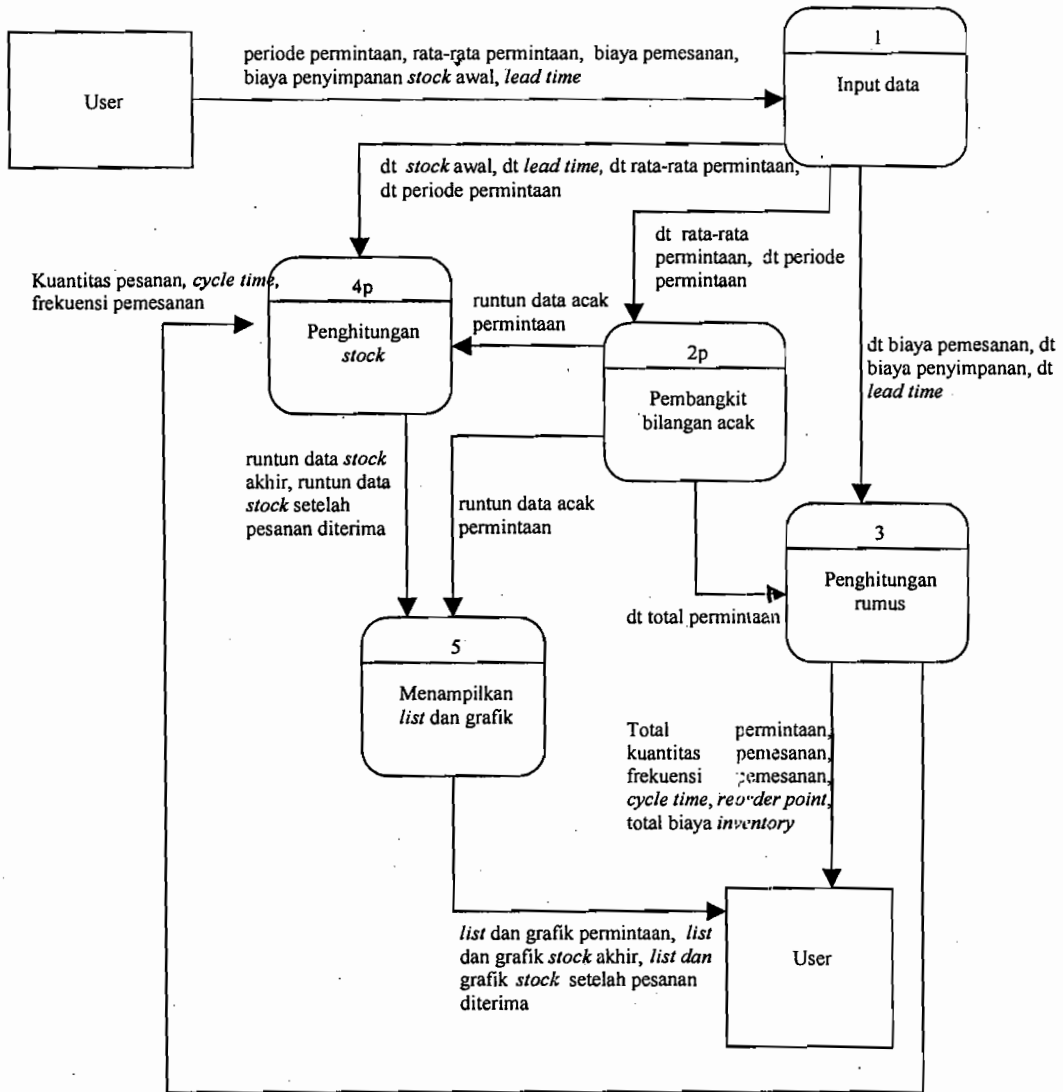 1
Input data
User
periode permintaan, rata-rata permintaan, biaya pemesanan,
biaya penyimpanan stock awal, lead time
dt stock awal, dt lead time, dt rata-rata permintaan,
dt periode permintaan
dt rata-rata
permintaan, dt periode
permintaan
Kuantitas pesanan, cycle time,
frekuensi pemesanan
4p
Penghitungan
stock
runtun data acak
permintaan
2p
Pembangkit
bilangan acak
dt biaya pemesanan, dt
biaya penyimpanan, dt
lead time
runtun data stock
akhir, runtun data
stock setelah
pesanan diterima
runtun data acak
permintaan
3
Penghitungan
rumus
dt total permintaan
5
Menampilkan
list dan grafik
Total permintaan,
kuantitas pemesanan,
frekuensi pemesanan,
cycle time, reorder point,
total biaya inventory
list dan grafik permintaan, list
dan grafik stock akhir, list dan
grafik stock setelah pesanan
diterima
User